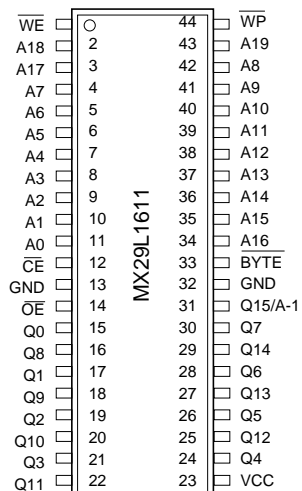 WE 44 WP
A18 2 43 A19
A17 3 42 A8
A7 4 41 A9
A6 5 40 A10
A5 6 39 A11
A4 7 38 A12
A3 8 37 A13
A2 9 36 A14
A1 10 35 A15
A0 11 34 A16
CE 12 33 BYTE
GND 13 32 GND
OE 14 31 Q15/A-1
Q0 15 30 Q7
Q8 16 29 Q14
Q1 17 28 Q6
Q9 18 27 Q13
Q2 19 26 Q5
Q10 20 25 Q12
Q3 21 24 Q4
Q11 22 23 VCC
MX29L1611